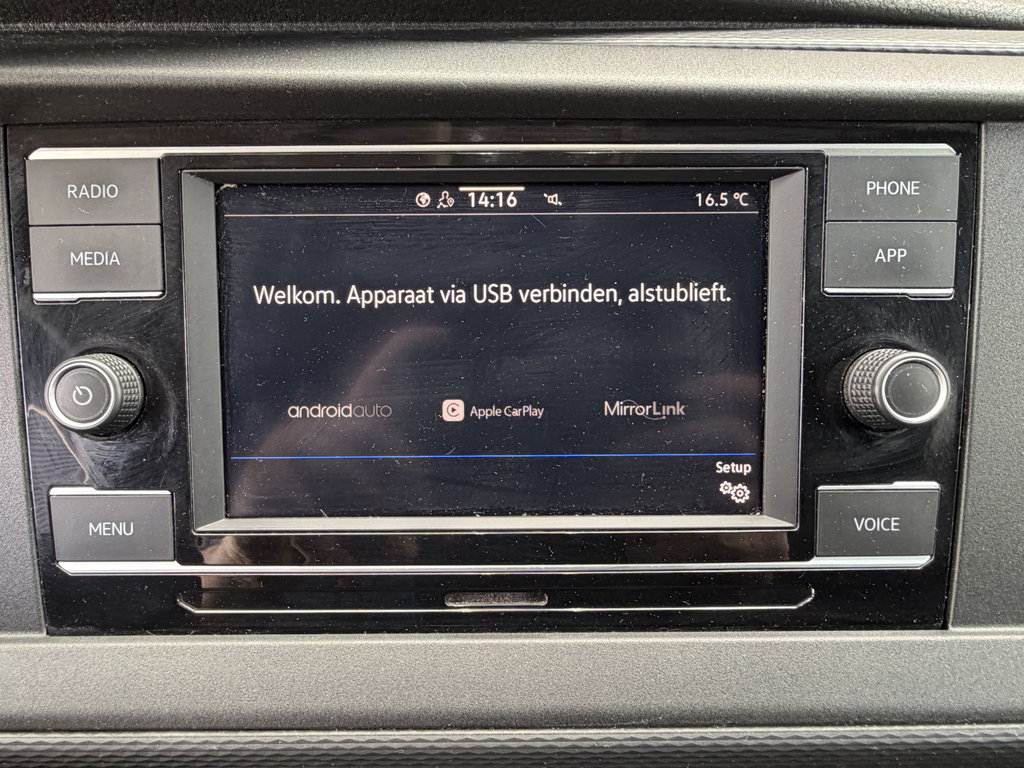 RADIO
MEDIA
14:16
16.5 °C
PHONE
APP
Welkom. Apparaat via USB verbinden, alstublieft.
androidauto
Apple CarPlay
MirrorLink
Setup
MENU
VOICE